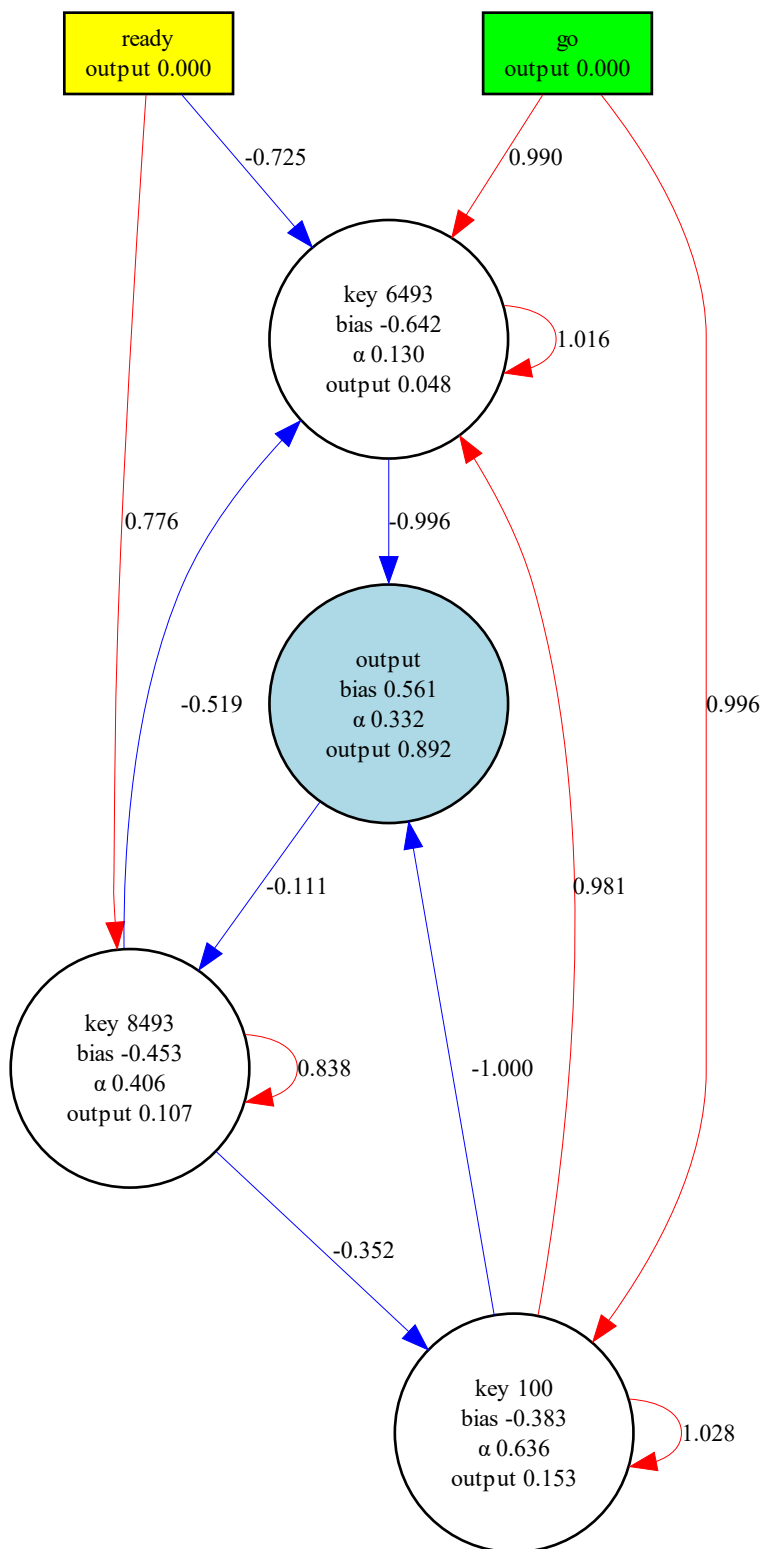 ready
output 0.000
go
output 0.000
-0.725
0.990
key 6493
bias -0.642
α 0.130
output 0.048
1.016
0.776
-0.996
output
bias 0.561
α 0.332
output 0.892
-0.519
0.996
-0.111
0.981
key 8493
bias -0.453
α 0.406
output 0.107
0.838
-1.000
-0.352
key 100
bias -0.383
α 0.636
output 0.153
1.028